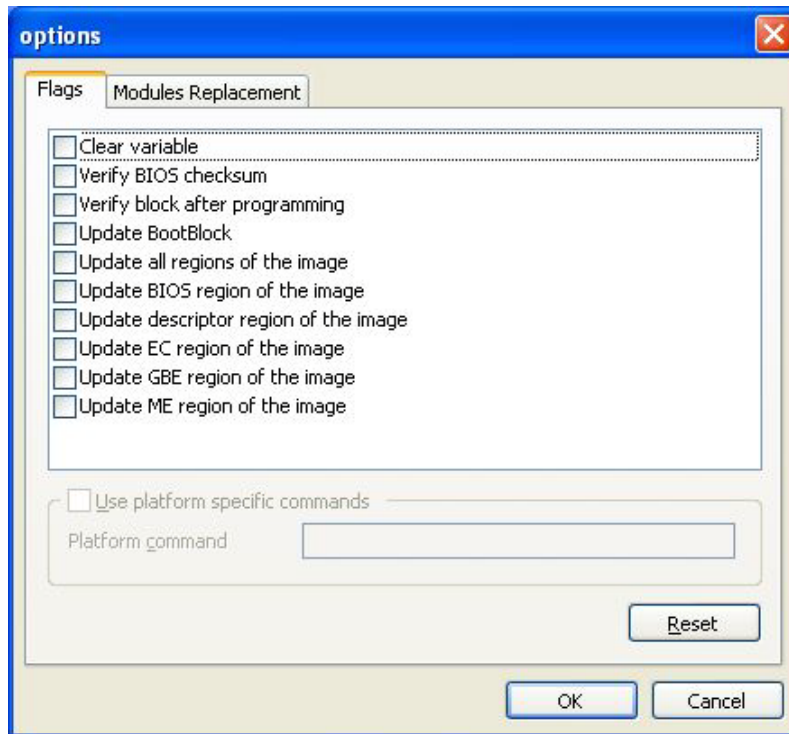 options
Flags
Modules Replacement
Clear variable
Verify BIOS checksum
Verify block after programming
Update BootBlock
Update all regions of the image
Update BIOS region of the image
Update descriptor region of the image
Update EC region of the image
Update GBE region of the image
Update ME region of the image
Use platform specific commands
Platform command
Reset
OK
Cancel